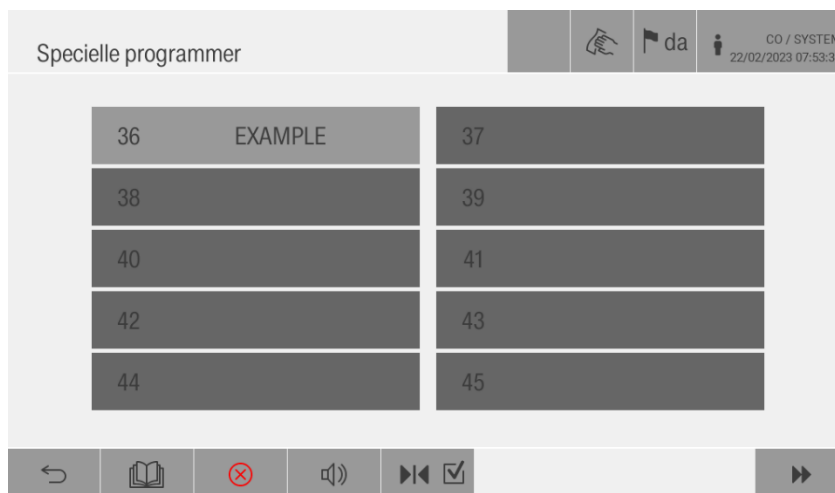 Specielle programmer
da
CO / SYSTEM
22/02/2023 07:53:3
36 EXAMPLE
37
38
39
40
41
42
43
44
45